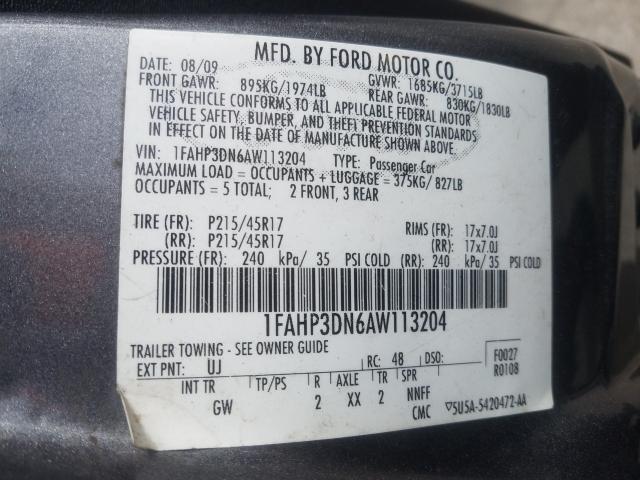 MFD. BY FORD MOTOR CO.
DATE: 08/09 GVWR: 1685KG/3715LB
FRONT GAWR: 895KG/1974LB REAR GAWR: 830KG/1830LB
THIS VEHICLE CONFORMS TO ALL APPLICABLE FEDERAL MOTOR
VEHICLE SAFETY, BUMPER, AND THEFT PREVENTION STANDARDS
IN EFFECT ON THE DATE OF MANUFACTURE SHOWN ABOVE.
VIN: 1FAHP3DN6AW113204 TYPE: Passenger Car
MAXIMUM LOAD = OCCUPANTS + LUGGAGE = 375KG/827LB
OCCUPANTS = 5 TOTAL; 2 FRONT, 3 REAR
TIRE (FR): P215/45R17 RIMS (FR): 17x7.0J
(RR): P215/45R17 (RR): 17x7.0J
PRESSURE (FR): 240 kPa/ 35 PSI COLD (RR): 240 kPa/35 PSI COLD
1FAHP3DN6AW113204
TRAILER TOWING - SEE OWNER GUIDE
EXT PNT: UJ RC: 48 DSO: F0027
R0108
INT TR TP/PS R AXLE TR SPR
GW 2 XX 2 NNFF
CMC ▽5U5A-5420472-AA